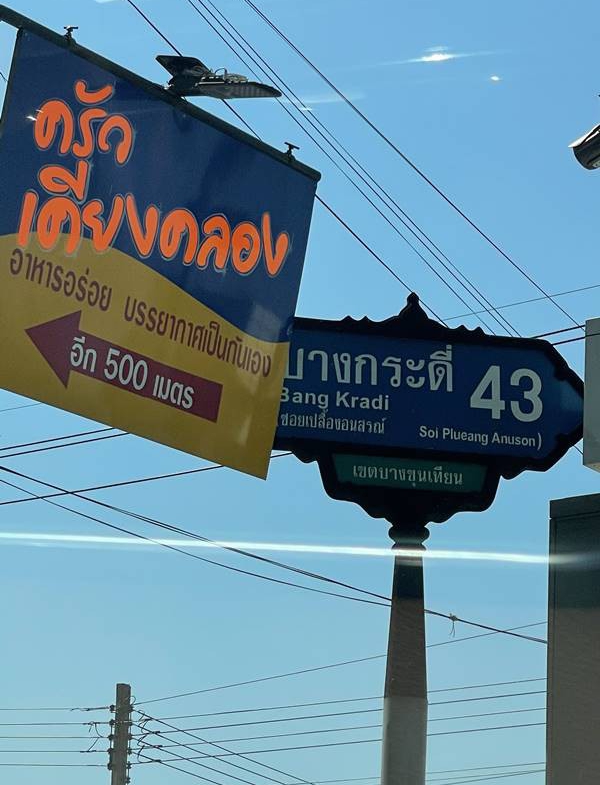 ครัว
เคียงคลอง
อาหารอร่อย บรรยากาศเป็นกันเอง
อีก 500 เมตร
บางกระดี่ 43
Bang Kradi
(ซอยเปลื้องอนุสรณ์ Soi Plueang Anuson)
เขตบางขุนเทียน